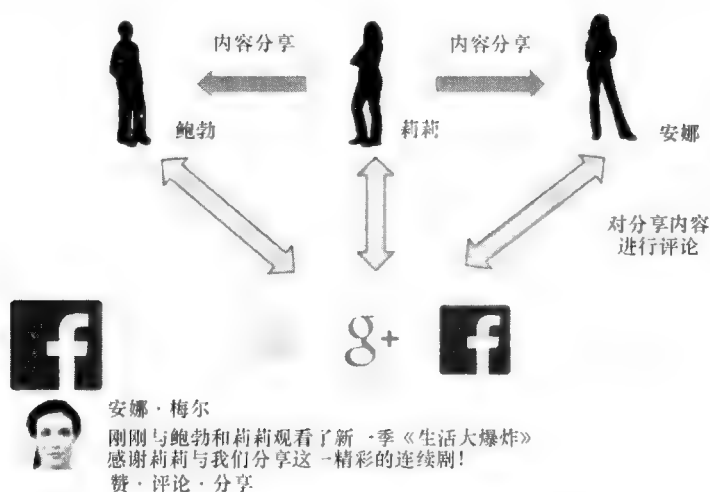 内容分享
内容分享
鲍勃
莉莉
安娜
对分享内容
进行评论
f
g+
f
安娜·梅尔
刚刚与鲍勃和莉莉观看了新一季《生活大爆炸》
感谢莉莉与我们分享这一精彩的连续剧!
赞·评论·分享